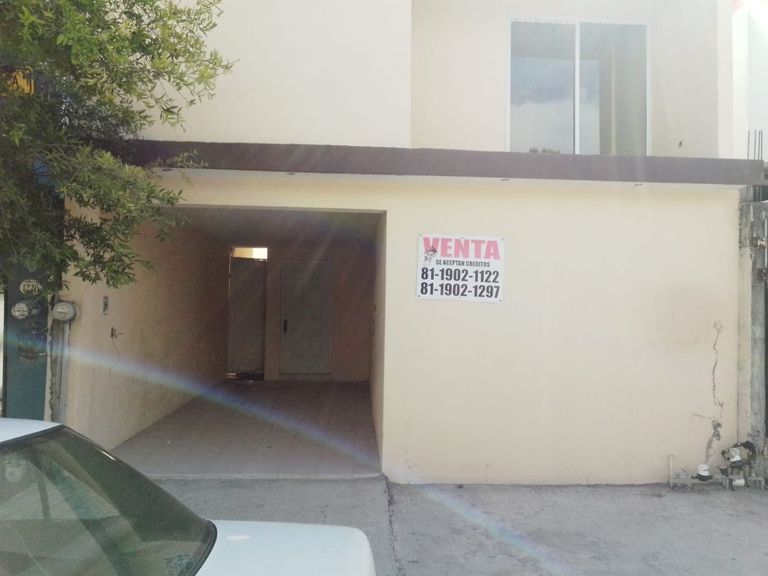 VENTA
SE ACEPTAN CREDITOS
81-1902-1122
81-1902-1297